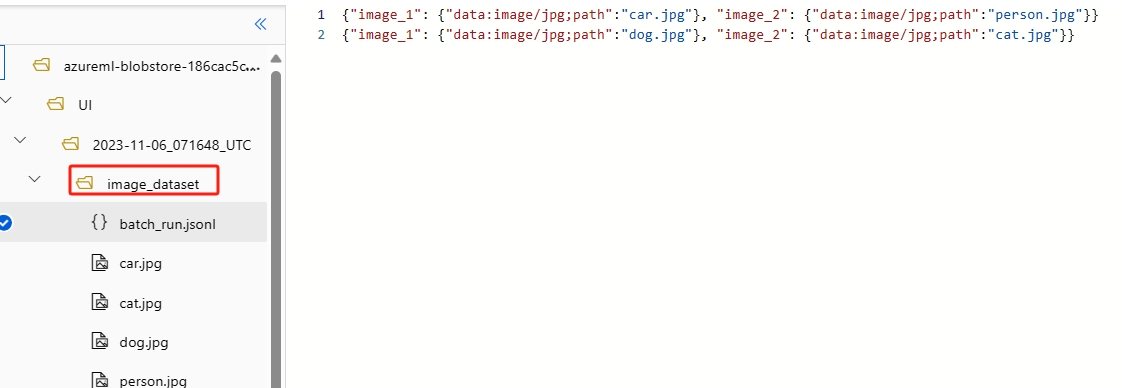 azureml-blobstore-186cac5c...
UI
2023-11-06_071648_UTC
image_dataset
{} batch_run.jsonl
car.jpg
cat.jpg
dog.jpg
person.jpg
1 {"image_1": {"data:image/jpg;path":"car.jpg"}, "image_2": {"data:image/jpg;path":"person.jpg"}}
2 {"image_1": {"data:image/jpg;path":"dog.jpg"}, "image_2": {"data:image/jpg;path":"cat.jpg"}}